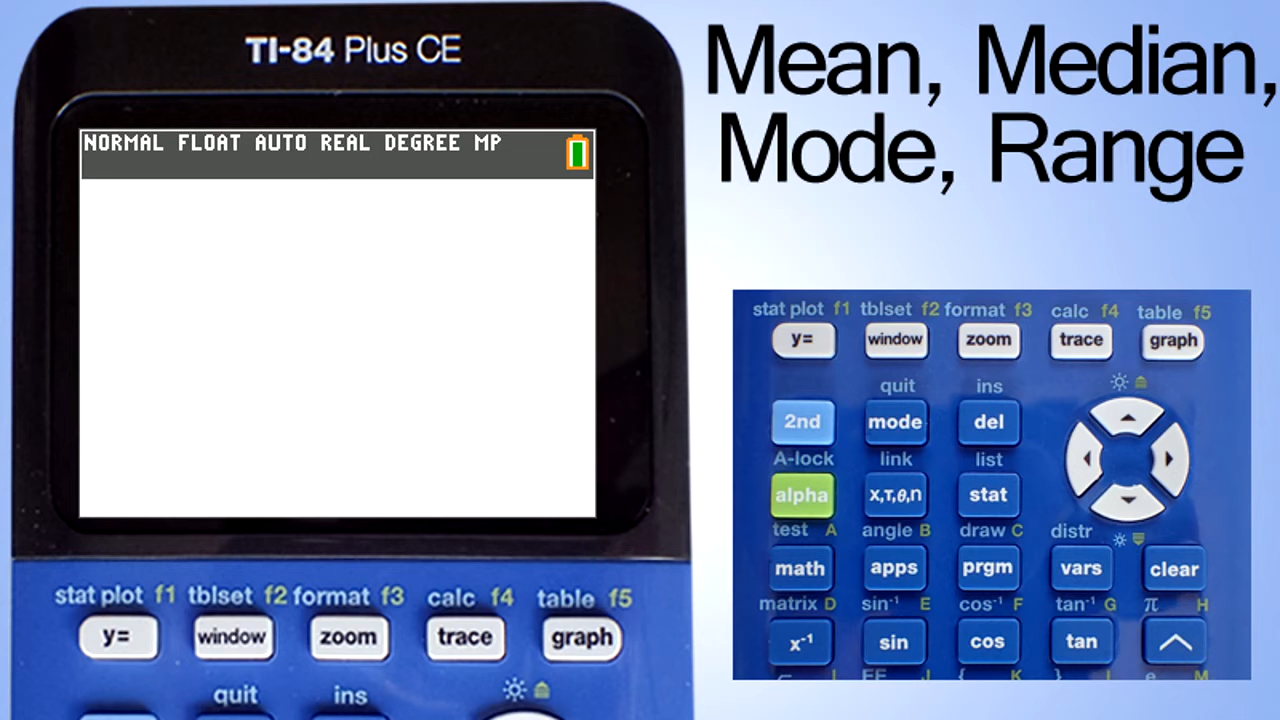 TI-84 Plus CE
NORMAL FLOAT AUTO REAL DEGREE MP
stat plot f1 tblset f2 format f3 calc f4 table f5
y= window zoom trace graph
quit ins
Mean, Median,
Mode, Range
stat plot f1 tblset f2 format f3 calc f4 table f5
y= window zoom trace graph
quit ins
2nd mode del
A-lock link list
alpha x,T,θ,n stat
test A angle B draw C distr
math apps prgm vars clear
matrix D sin⁻¹ E cos⁻¹ F tan⁻¹ G π H
x⁻¹ sin cos tan ^